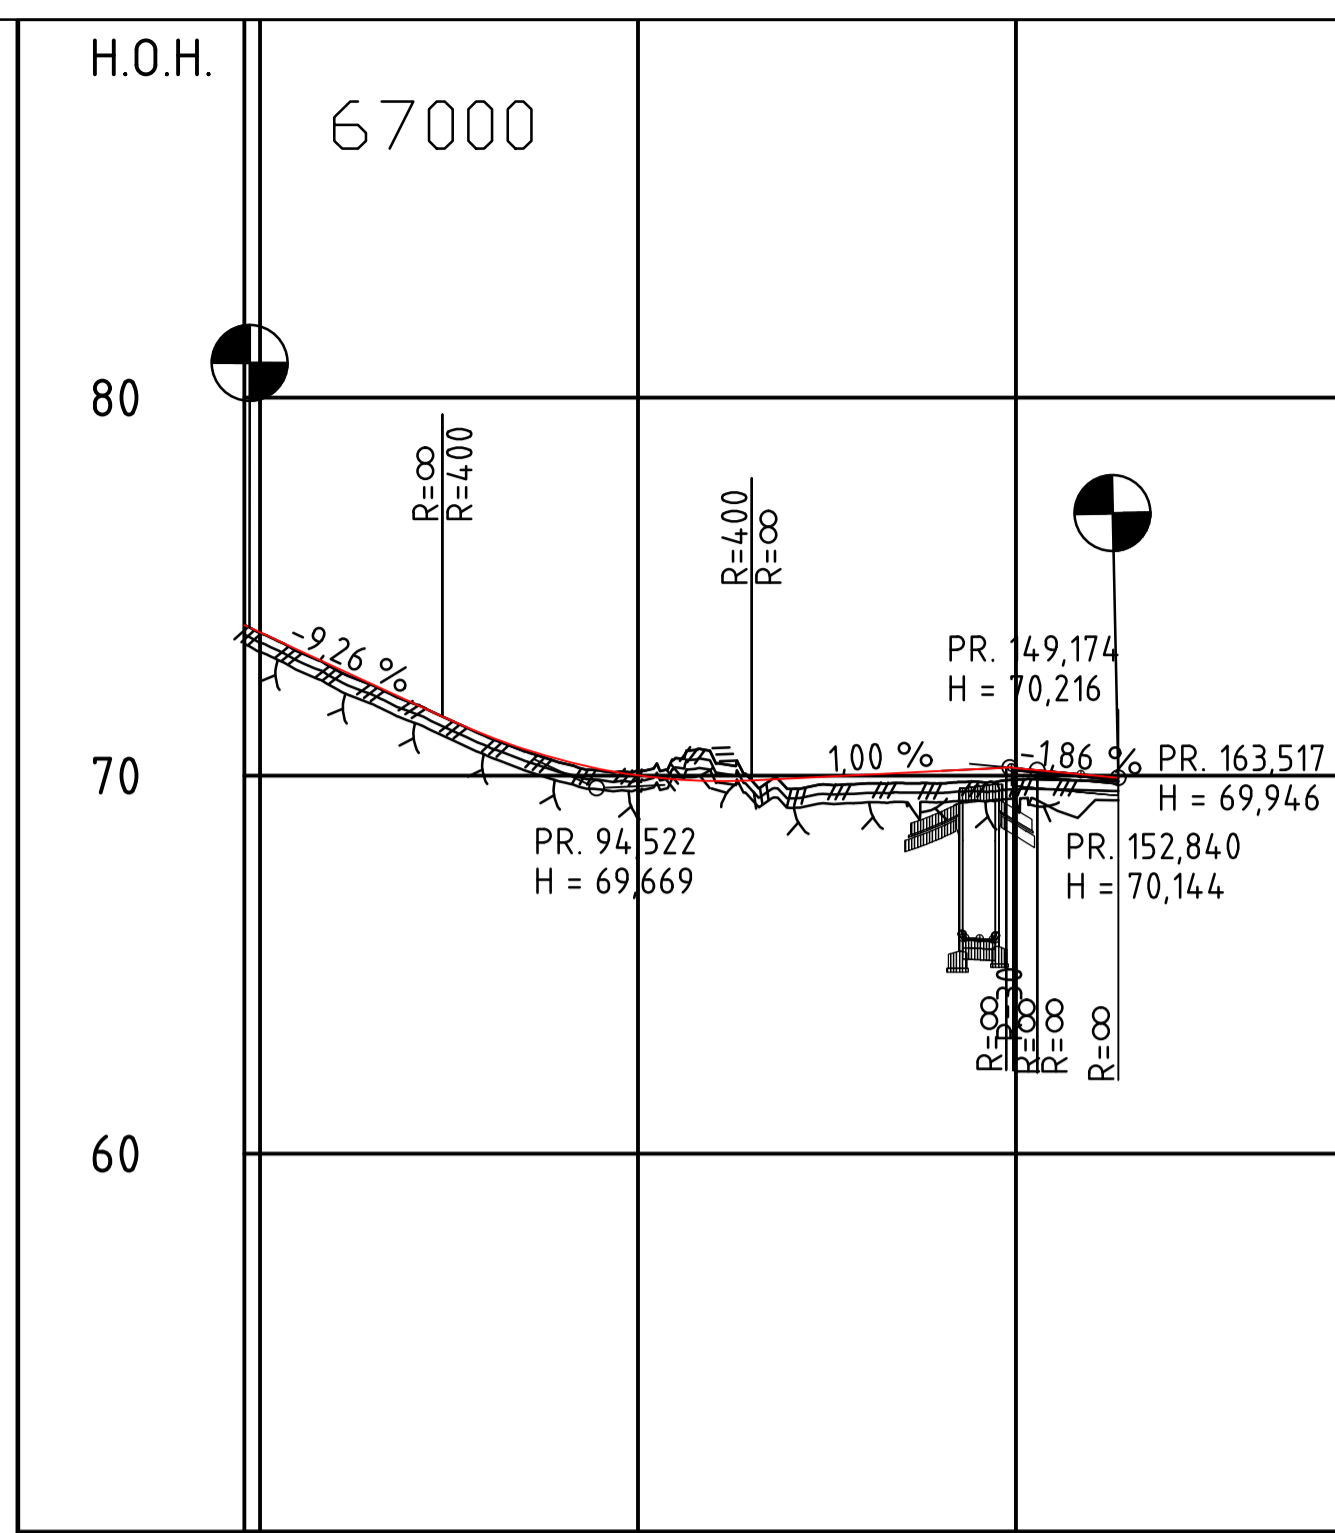 H.O.H.
67000
80
R=∞
R=400
R=400
R=∞
-9,26 %
PR. 149,174
H = 70,216
70
1,00 %
-1,86 %
PR. 163,517
H = 69,946
PR. 94,522
H = 69,669
PR. 152,840
H = 70,144
R=∞
R=∞
R=∞
R=∞
60